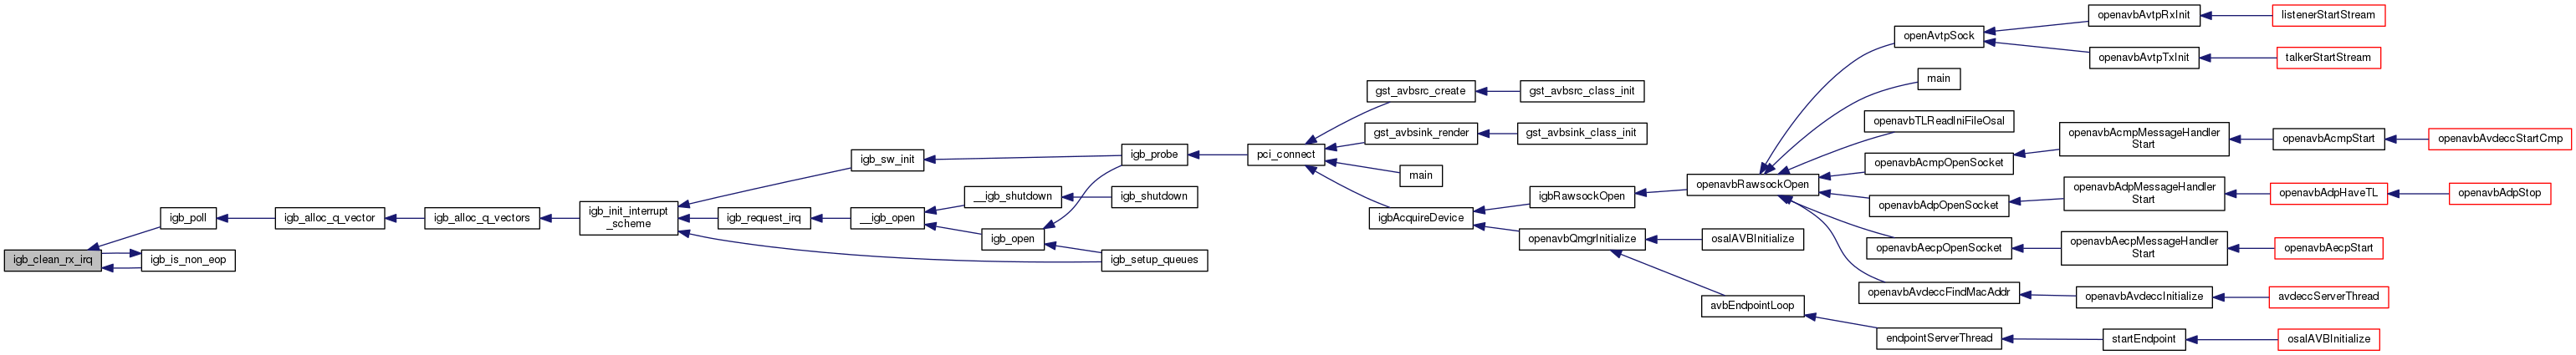 igb_clean_rx_irq
igb_poll
igb_is_non_eop
igb_alloc_q_vector
igb_alloc_q_vectors
igb_init_interrupt
_scheme
igb_sw_init
igb_request_irq
__igb_open
__igb_shutdown
igb_open
igb_probe
igb_shutdown
igb_setup_queues
pci_connect
gst_avbsrc_create
gst_avbsink_render
main
igbAcquireDevice
gst_avbsrc_class_init
gst_avbsink_class_init
igbRawsockOpen
openavbQmgrInitialize
openavbRawsockOpen
osalAVBInitialize
avbEndpointLoop
openAvtpSock
main
openavbTLReadIniFileOsal
openavbAcmpOpenSocket
openavbAdpOpenSocket
openavbAecpOpenSocket
openavbAvdeccFindMacAddr
endpointServerThread
openavbAvtpRxInit
openavbAvtpTxInit
openavbAcmpMessageHandler
Start
openavbAdpMessageHandler
Start
openavbAecpMessageHandler
Start
openavbAvdeccInitialize
startEndpoint
listenerStartStream
talkerStartStream
openavbAcmpStart
openavbAdpHaveTL
openavbAecpStart
avdeccServerThread
osalAVBInitialize
openavbAvdeccStartCmp
openavbAdpStop